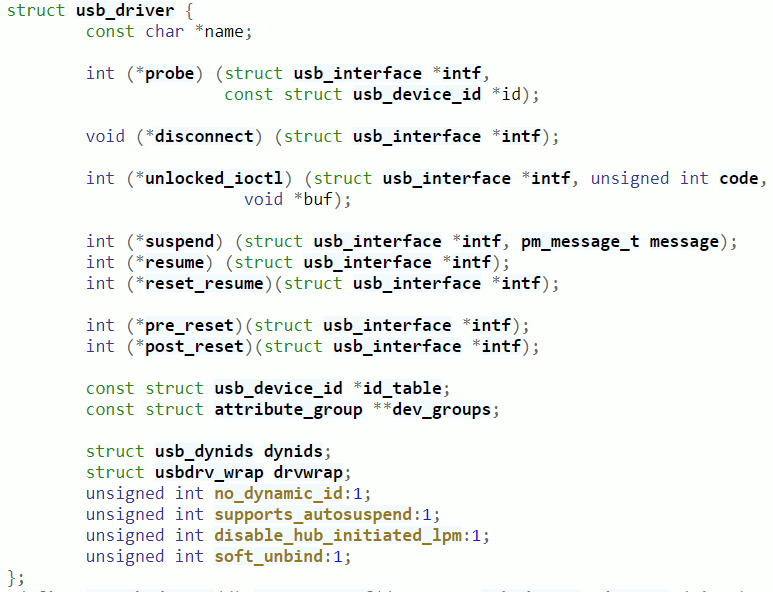 struct usb_driver {
const char *name;
int (*probe) (struct usb_interface *intf,
const struct usb_device_id *id);
void (*disconnect) (struct usb_interface *intf);
int (*unlocked_ioctl) (struct usb_interface *intf, unsigned int code,
void *buf);
int (*suspend) (struct usb_interface *intf, pm_message_t message);
int (*resume) (struct usb_interface *intf);
int (*reset_resume)(struct usb_interface *intf);
int (*pre_reset)(struct usb_interface *intf);
int (*post_reset)(struct usb_interface *intf);
const struct usb_device_id *id_table;
const struct attribute_group **dev_groups;
struct usb_dynids dynids;
struct usbdrv_wrap drvwrap;
unsigned int no_dynamic_id:1;
unsigned int supports_autosuspend:1;
unsigned int disable_hub_initiated_lpm:1;
unsigned int soft_unbind:1;
};